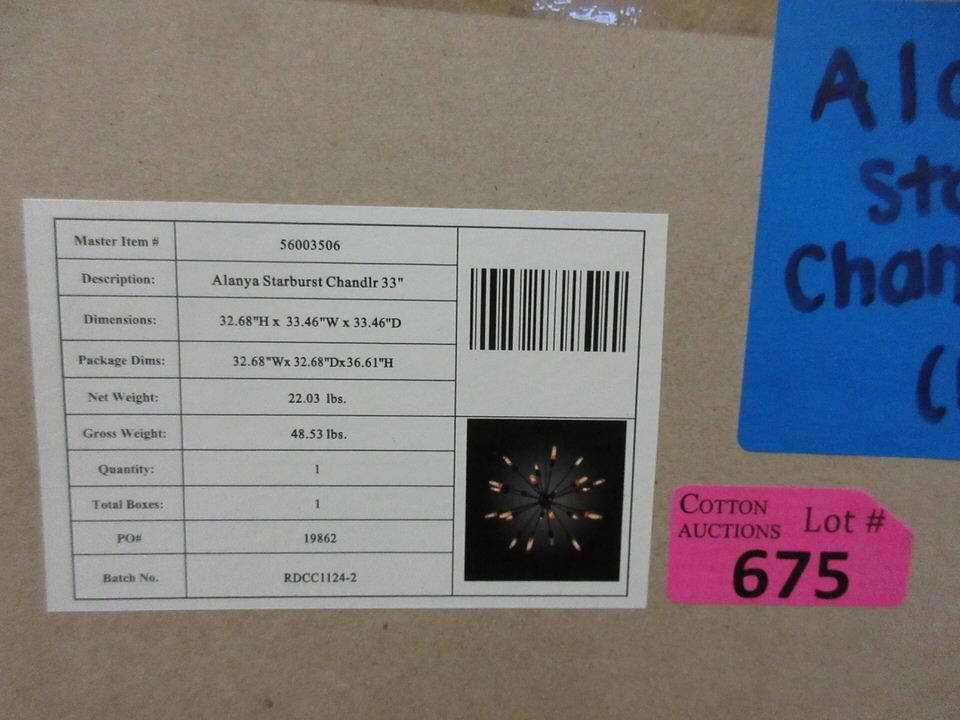 Master Item # 56003506
Description: Alanya Starburst Chandlr 33"
Dimensions: 32.68"H x 33.46"W x 33.46"D
Package Dims: 32.68"Wx 32.68"Dx36.61"H
Net Weight: 22.03 lbs.
Gross Weight: 48.53 lbs.
Quantity: 1
Total Boxes: 1
PO# 19862
Batch No. RDCC1124-2
COTTON AUCTIONS Lot #
675